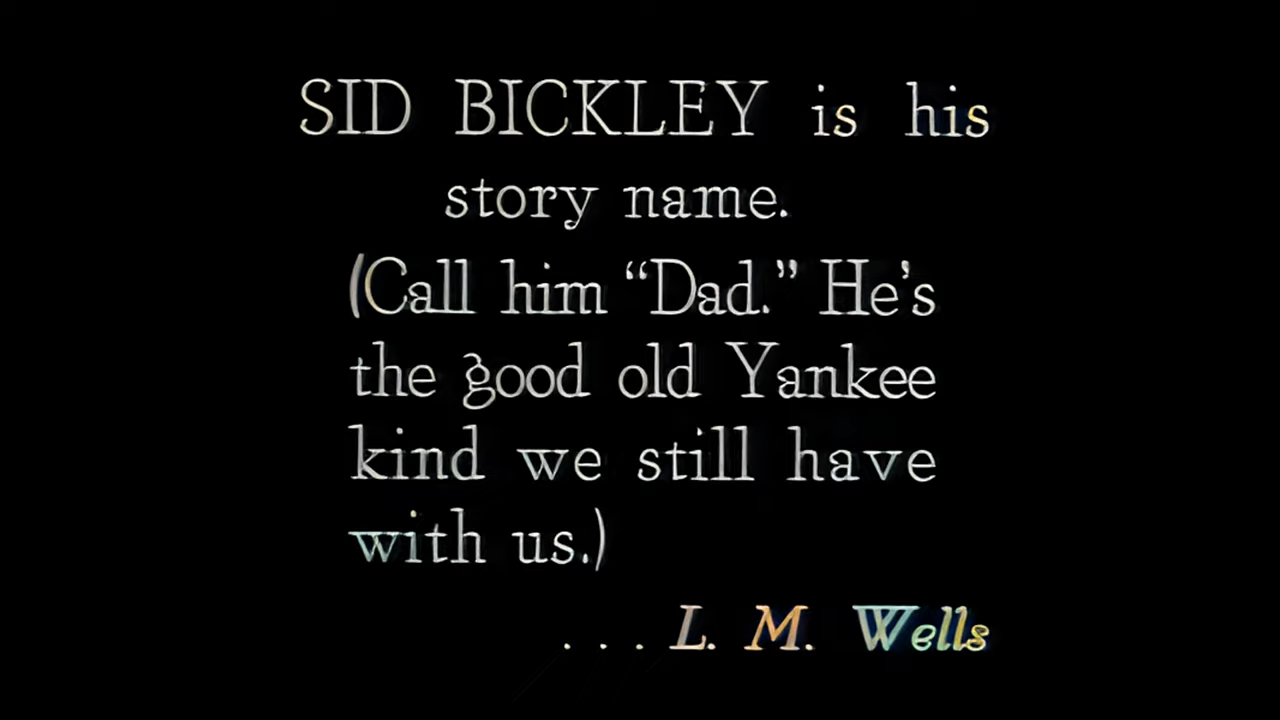 SID BICKLEY is his
story name.
(Call him “Dad.” He’s
the good old Yankee
kind we still have
with us.)
. . . L. M. Wells